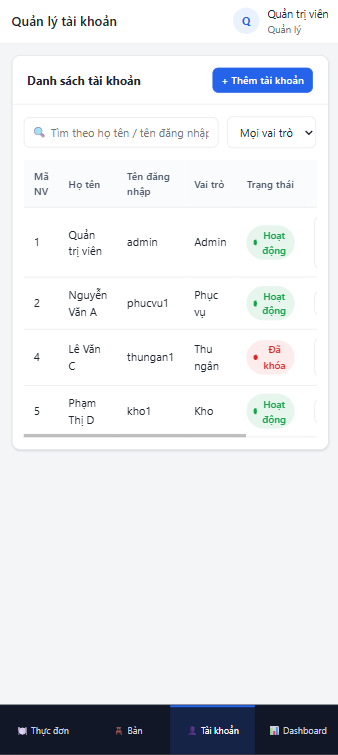 Quản lý tài khoản
Q
Quản trị viên
Quản lý
Danh sách tài khoản
+ Thêm tài khoản
Tìm theo họ tên / tên đăng nhập
Mọi vai trò
Mã NV
Họ tên
Tên đăng nhập
Vai trò
Trạng thái
1
Quản trị viên
admin
Admin
Hoạt động
2
Nguyễn Văn A
phucvu1
Phục vụ
Hoạt động
4
Lê Văn C
thungan1
Thu ngân
Đã khóa
5
Phạm Thị D
kho1
Kho
Hoạt động
Thực đơn
Bàn
Tài khoản
Dashboard